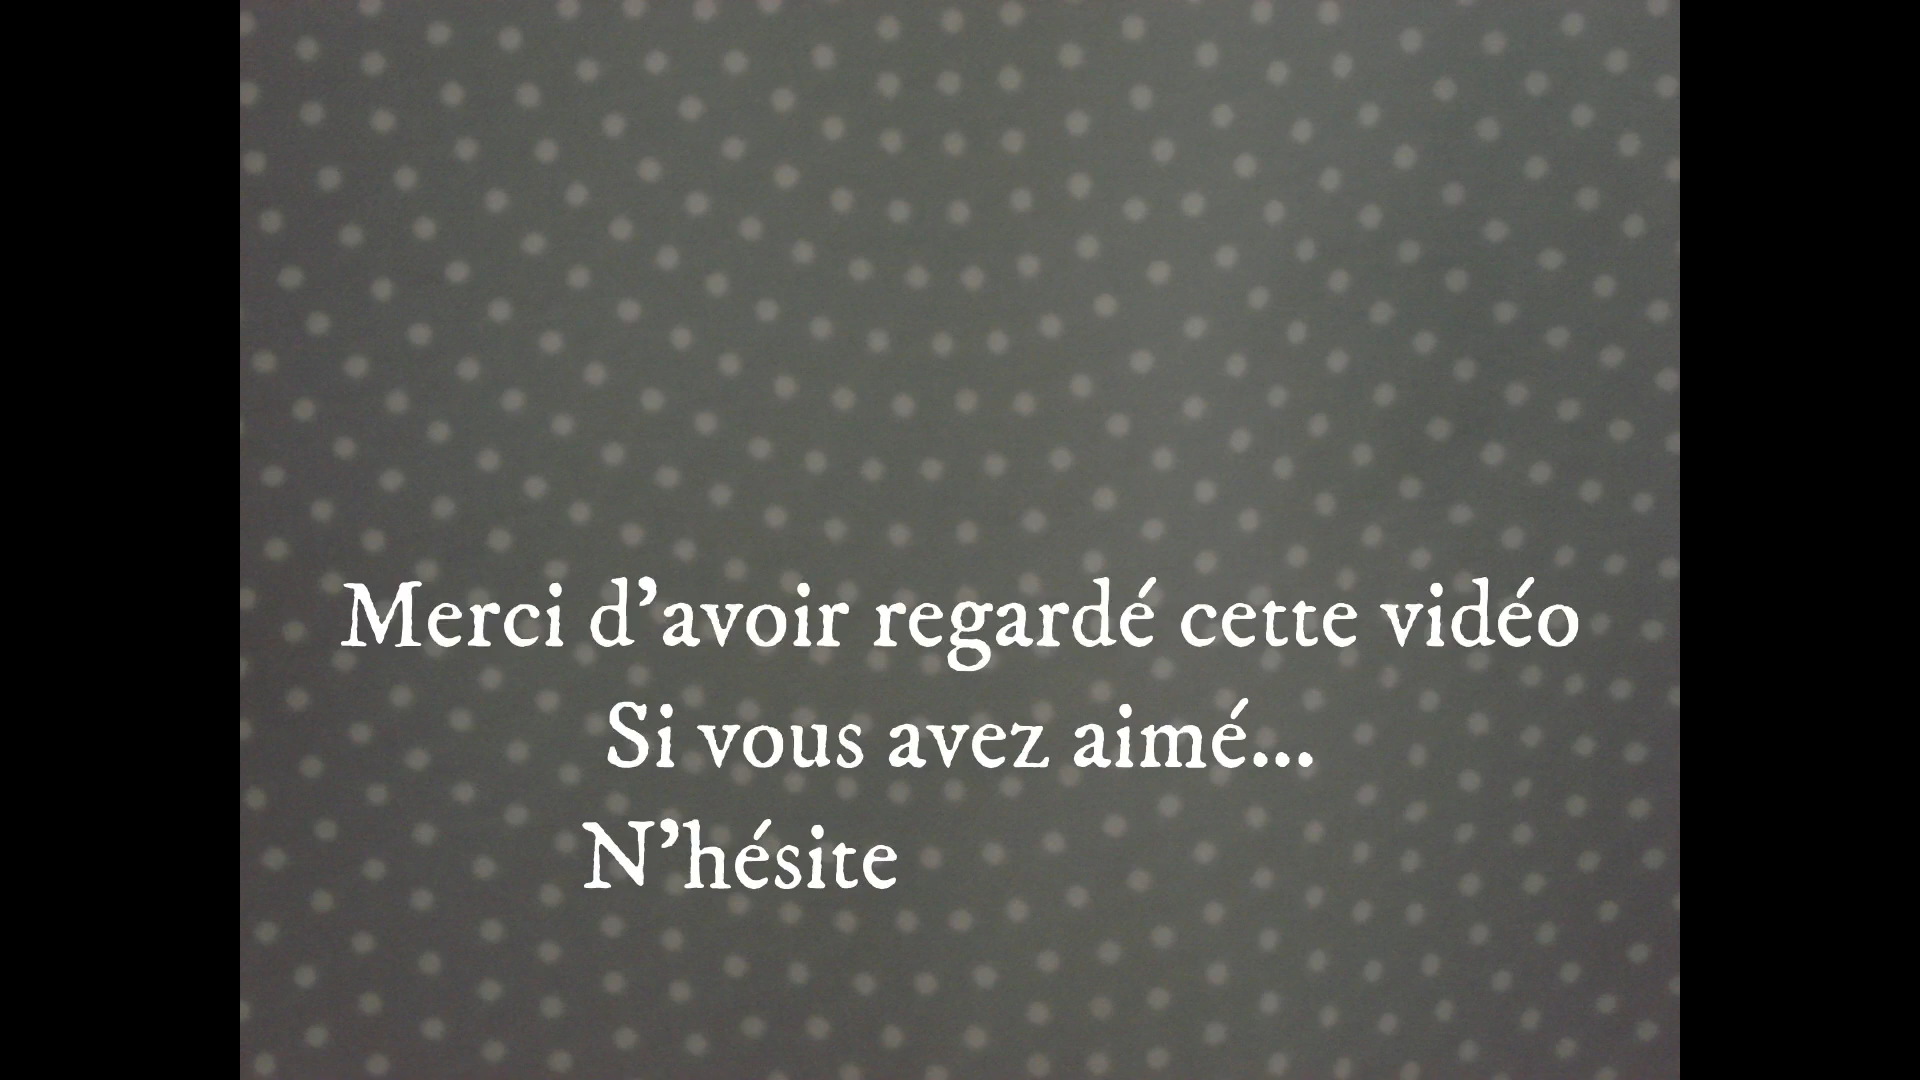 Merci d’avoir regardé cette vidéo
Si vous avez aimé...
N’hésite